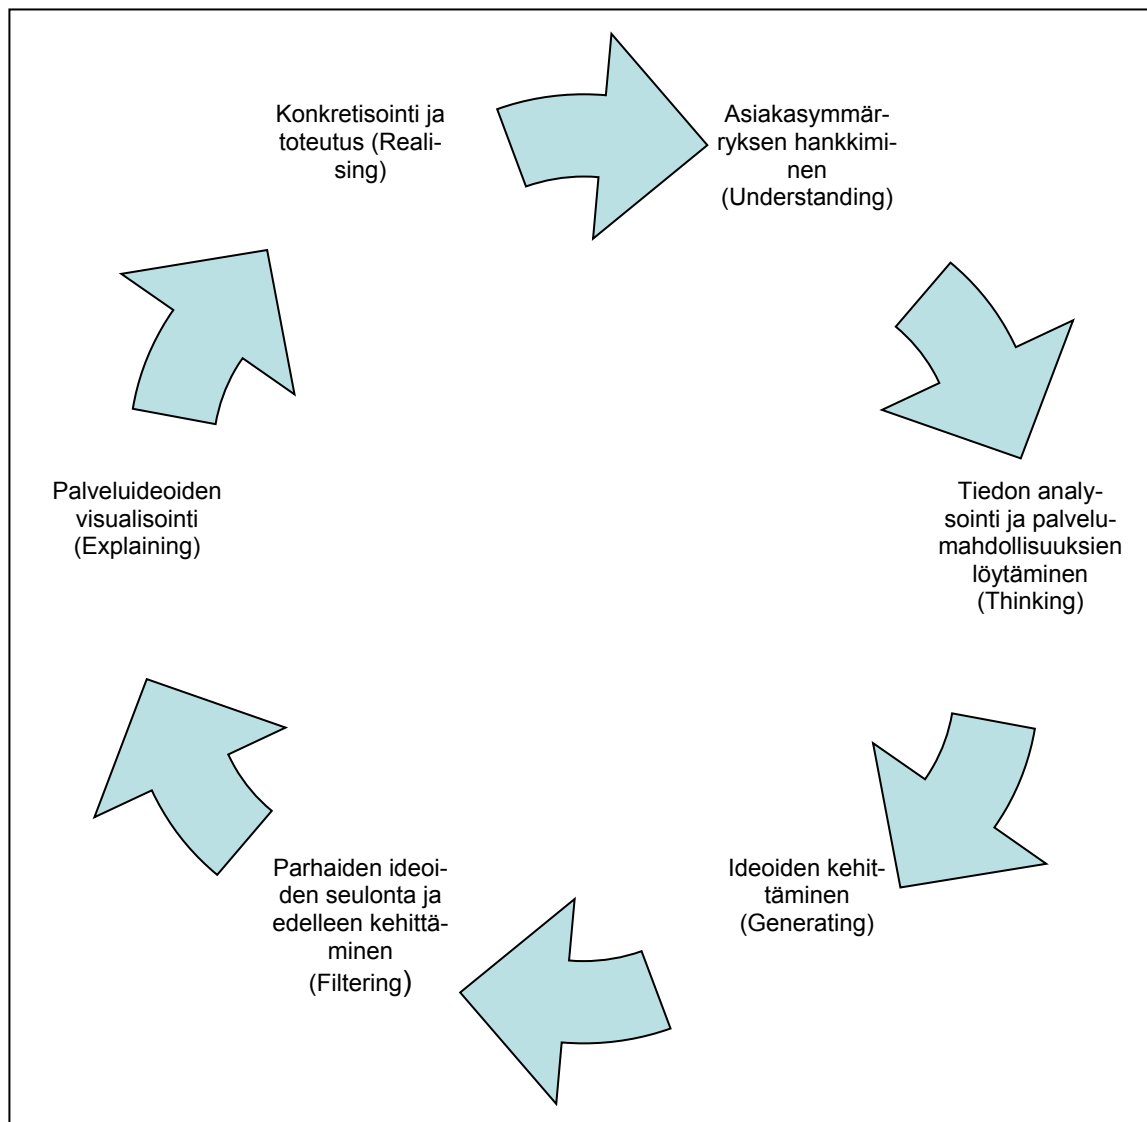 Konkretisointi ja
toteutus (Reali-
sing)
Asiakasymmär-
ryksen hankkimi-
nen
(Understanding)
Tiedon analy-
sointi ja palvelu-
mahdollisuuksien
löytäminen
(Thinking)
Ideoiden kehit-
täminen
(Generating)
Parhaiden ideoi-
den seulonta ja
edelleen kehittä-
minen
(Filtering)
Palveluideoiden
visualisointi
(Explaining)